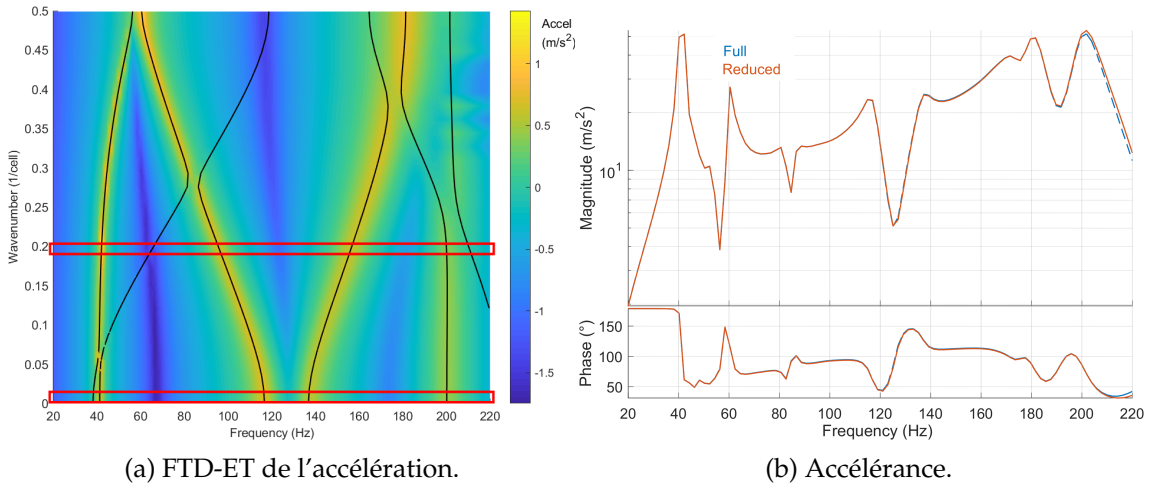 0.5
0.45
0.4
0.35
0.3
0.25
0.2
0.15
0.1
0.05
0
Wavenumber (1/cell)
20 40 60 80 100 120 140 160 180 200 220
Frequency (Hz)
Accel
(m/s²)
1
0.5
0
-0.5
-1
-1.5
(a) FTD-ET de l'accélération.
Full
Reduced
Magnitude (m/s²)
10¹
Phase (°)
150
100
50
20 40 60 80 100 120 140 160 180 200 220
Frequency (Hz)
(b) Accélérance.